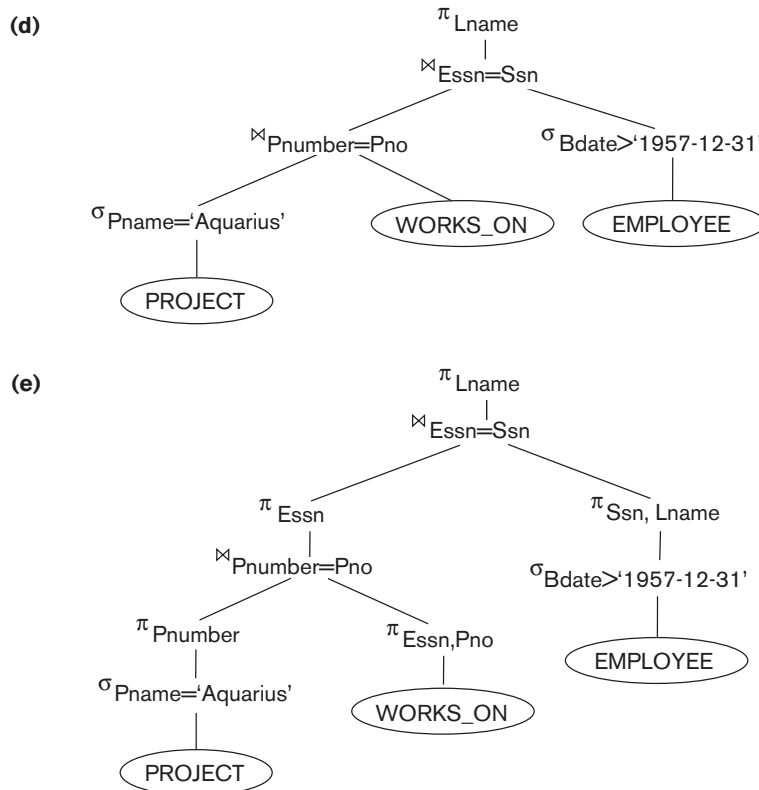 (d)
π Lname
⋈ Essn=Ssn
⋈ Pnumber=Pno
σ Bdate>‘1957-12-31’
σ Pname=‘Aquarius’
WORKS_ON
EMPLOYEE
PROJECT
(e)
π Lname
⋈ Essn=Ssn
π Essn
π Ssn, Lname
⋈ Pnumber=Pno
σ Bdate>‘1957-12-31’
π Pnumber
π Essn,Pno
EMPLOYEE
σ Pname=‘Aquarius’
WORKS_ON
PROJECT